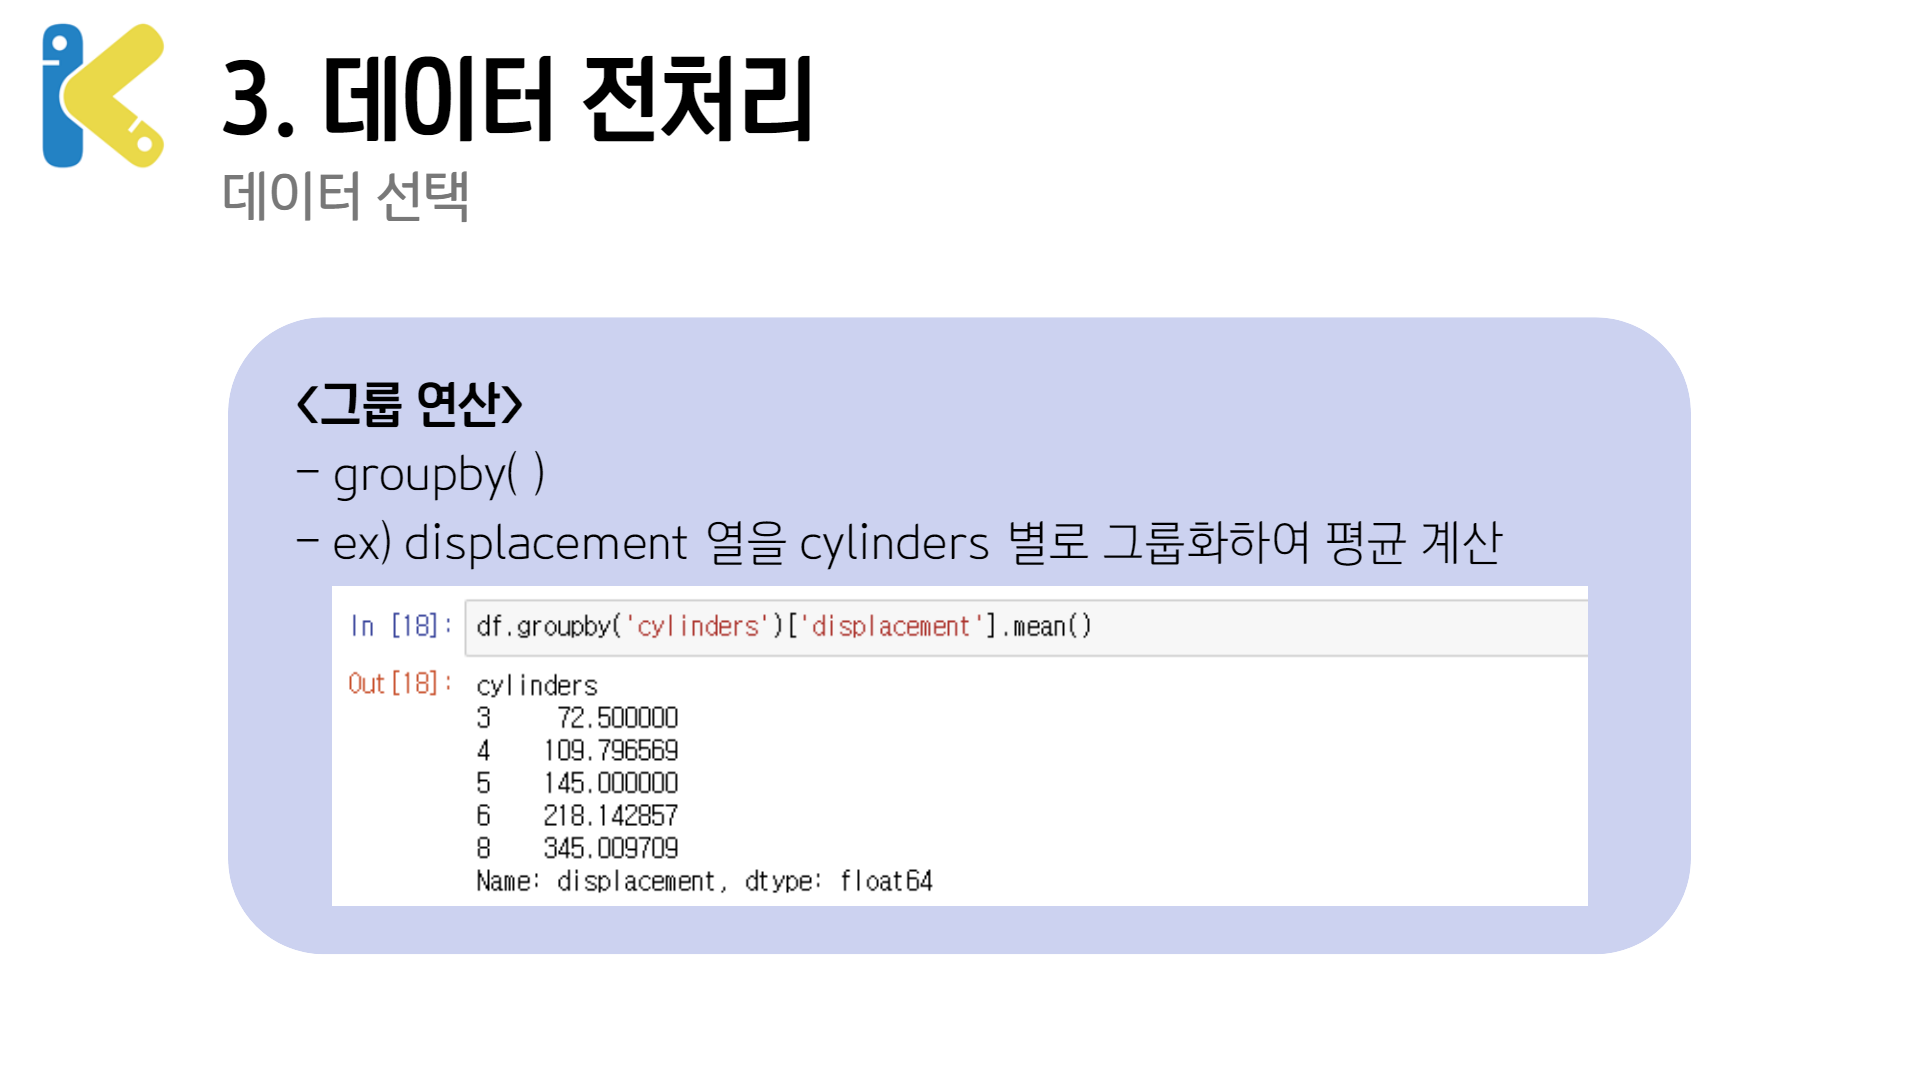 3. 데이터 전처리
데이터 선택
<그룹 연산>
- groupby( )
- ex) displacement 열을 cylinders 별로 그룹화하여 평균 계산
In [18]: df.groupby('cylinders')['displacement'].mean()
Out[18]: cylinders
3 72.500000
4 109.796569
5 145.000000
6 218.142857
8 345.009709
Name: displacement, dtype: float64